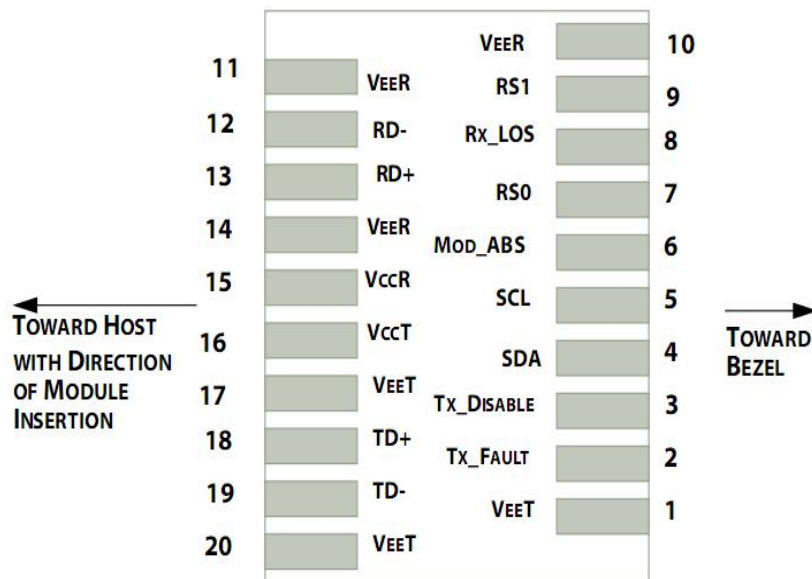 VEER 10
11 VEER
RS1 9
12 RD-
RX_LOS 8
13 RD+
RS0 7
14 VEER
MOD_ABS 6
15 VCCR
SCL 5
TOWARD HOST
WITH DIRECTION
OF MODULE
INSERTION
16 VCCT
TOWARD
BEZEL
SDA 4
17 VEET
TX_DISABLE 3
18 TD+
TX_FAULT 2
19 TD-
VEET 1
20 VEET